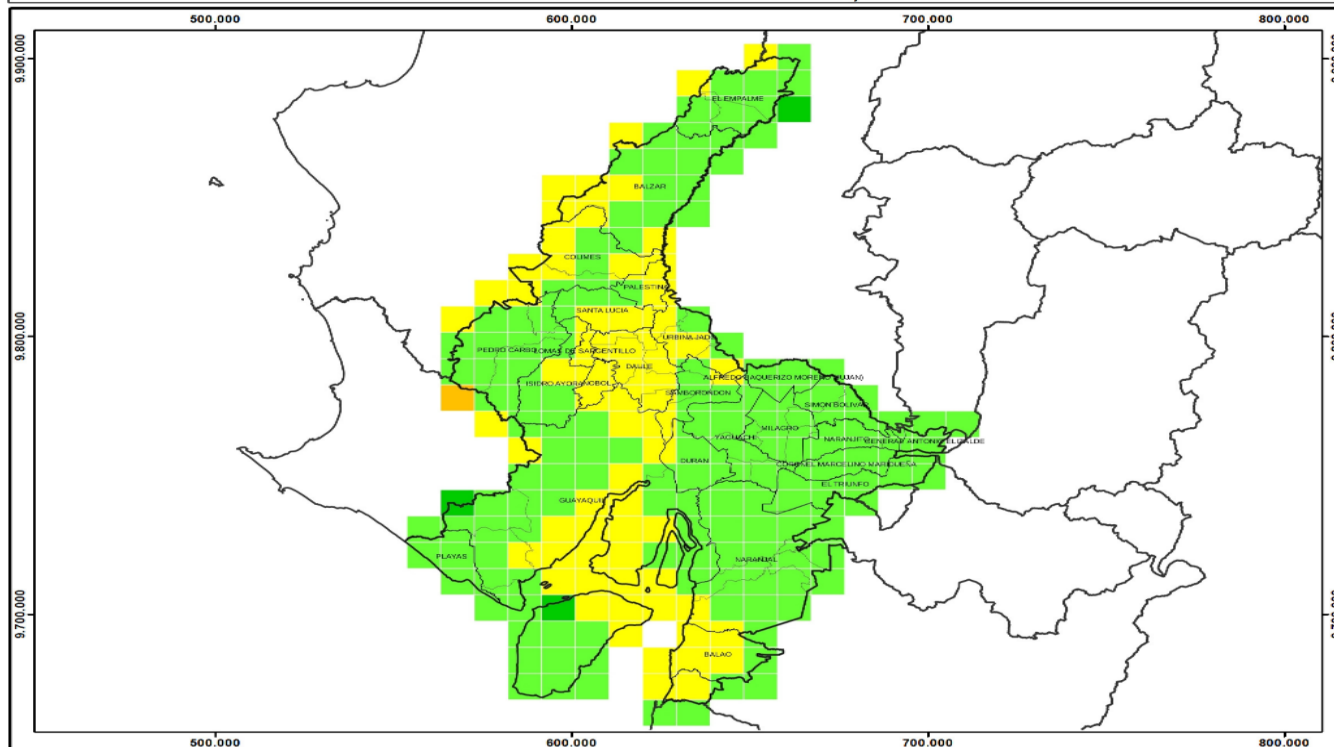 500.000 600.000 700.000 800.000
9.900.000
EL EMPALME
BALZAR
COLIMES
PALESTINA
SANTA LUCIA
9.800.000
URBINA JADO
PEDRO CARBO LOMAS DE SARGENTILLO
DAULE
ALFREDO BAQUERIZO MORENO (JUJAN)
ISIDRO AYORA NOBOL
SAMBORONDON
SIMON BOLIVAR
MILAGRO
YAGUACHI NARANJITO GENERAL ANTONIO ELIZALDE
DURAN CORONEL MARCELINO MARIDUEÑA
EL TRIUNFO
GUAYAQUIL
PLAYAS NARANJAL
9.700.000
BALAO
500.000 600.000 700.000 800.000